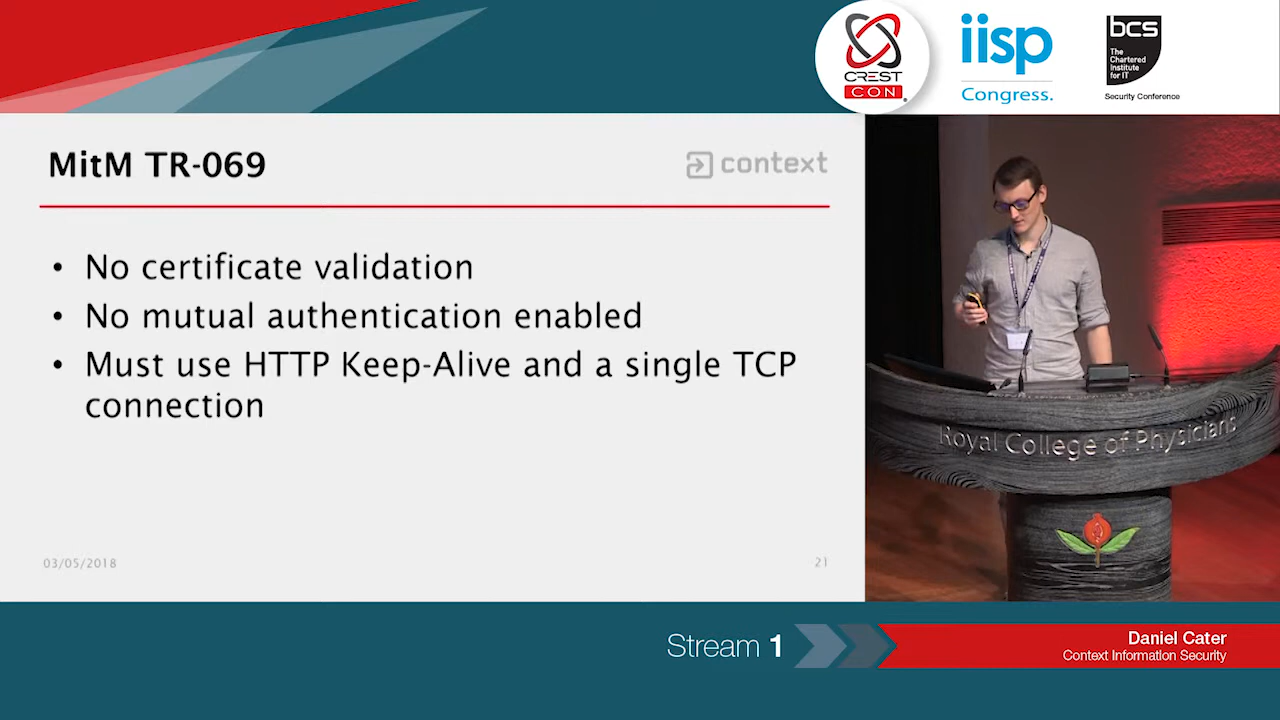 CREST
CON
iisp
Congress.
bcs
The
Chartered
Institute
for IT
Security Conference
MitM TR-069
context
• No certificate validation
• No mutual authentication enabled
• Must use HTTP Keep-Alive and a single TCP
connection
03/05/2018
21
Royal College of Physicians
Stream 1
Daniel Cater
Context Information Security